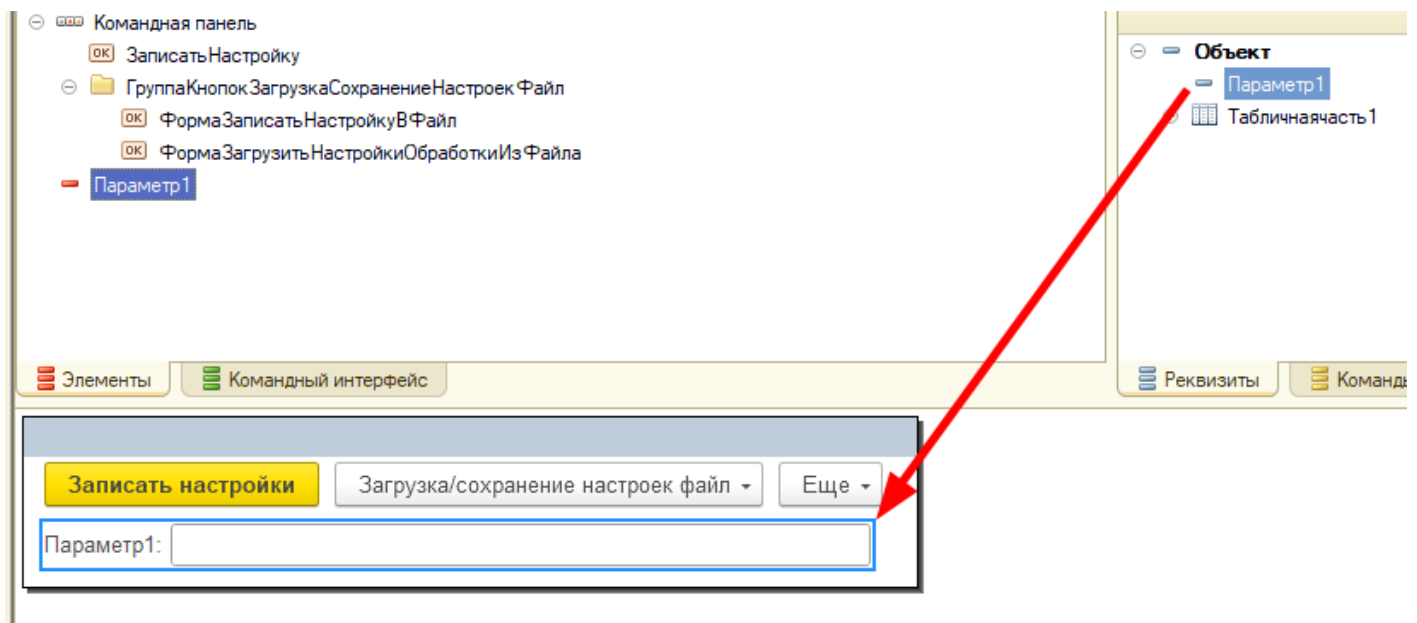 Командная панель
ЗаписатьНастройку
ГруппаКнопокЗагрузкаСохранениеНастроекФайл
ФормаЗаписатьНастройкуВФайл
ФормаЗагрузитьНастройкиОбработкиИзФайла
Параметр1
Объект
Параметр1
Табличнаячасть1
Элементы
Командный интерфейс
Реквизиты
Команды
Записать настройки
Загрузка/сохранение настроек файл
Еще
Параметр1: